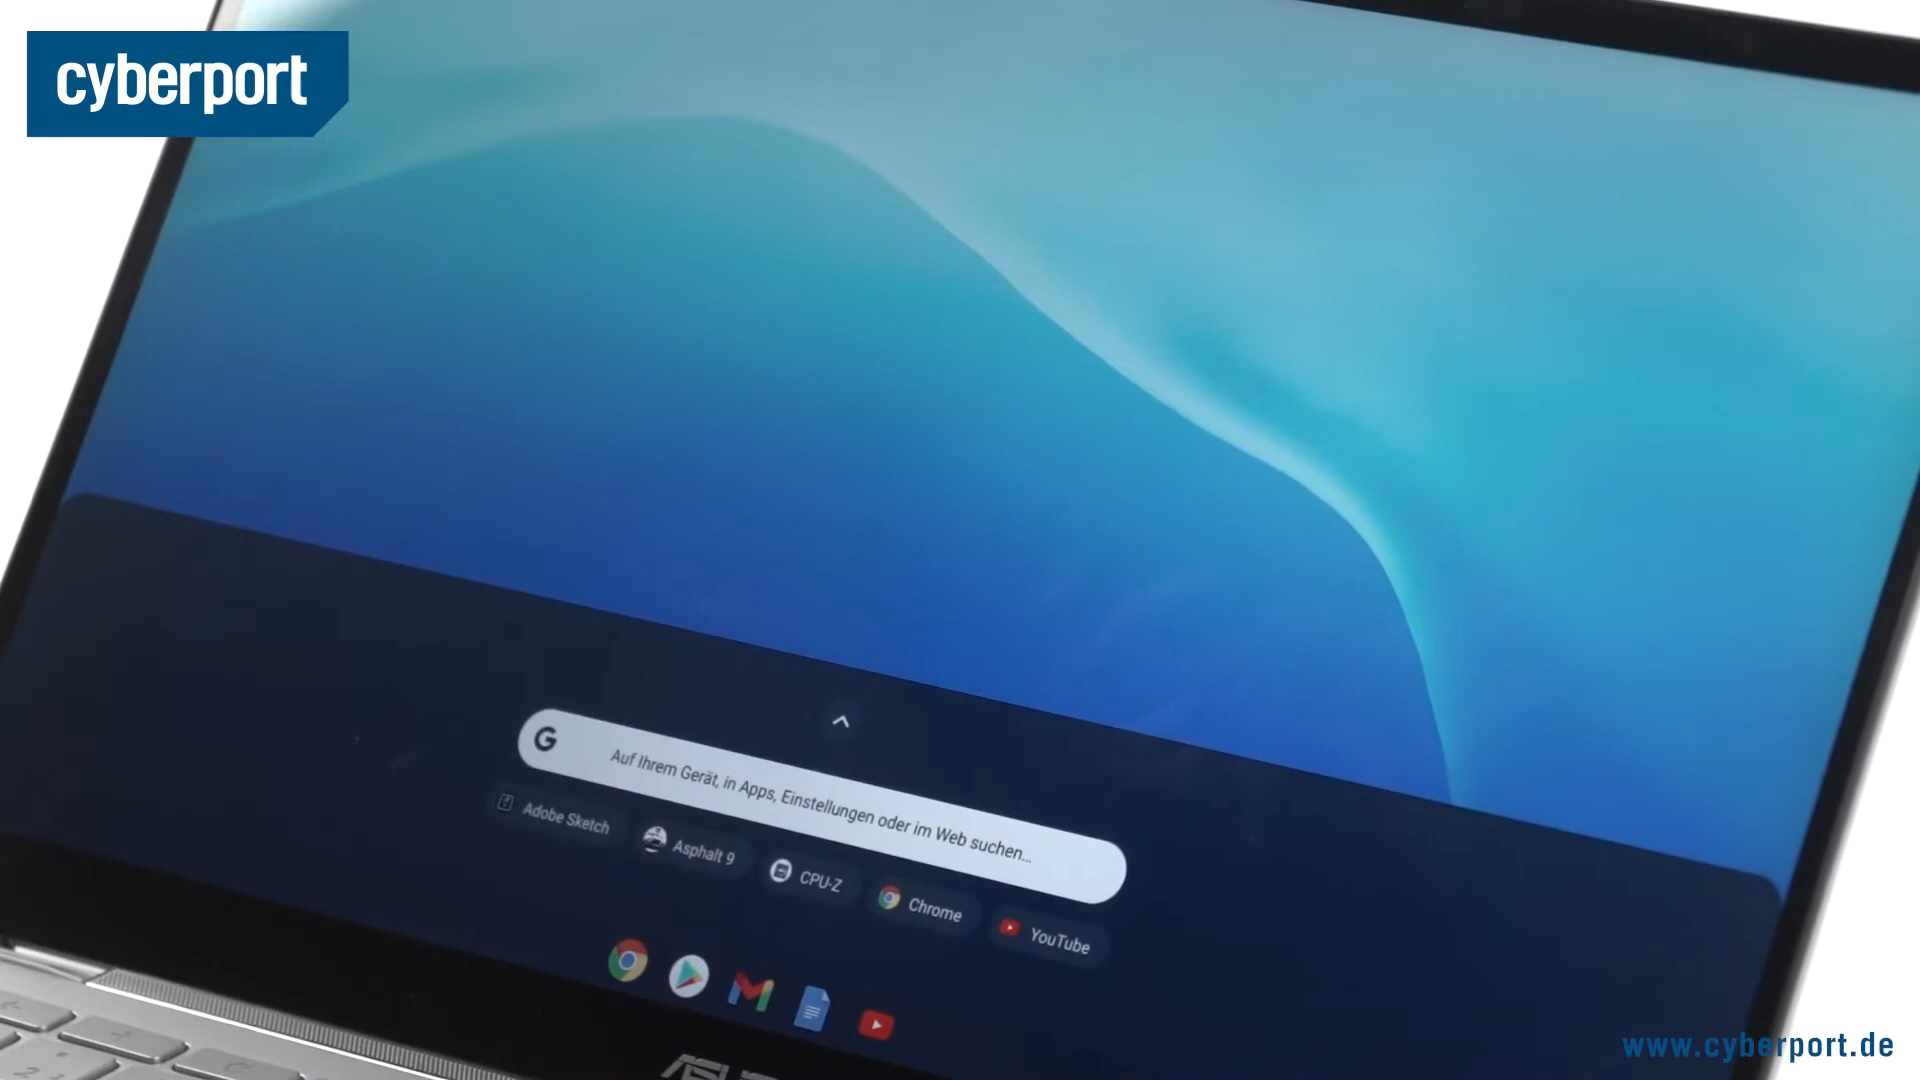 cyberport
Auf Ihrem Gerät, in Apps, Einstellungen oder im Web suchen...
Adobe Sketch
Asphalt 9
CPU-Z
Chrome
YouTube
www.cyberport.de